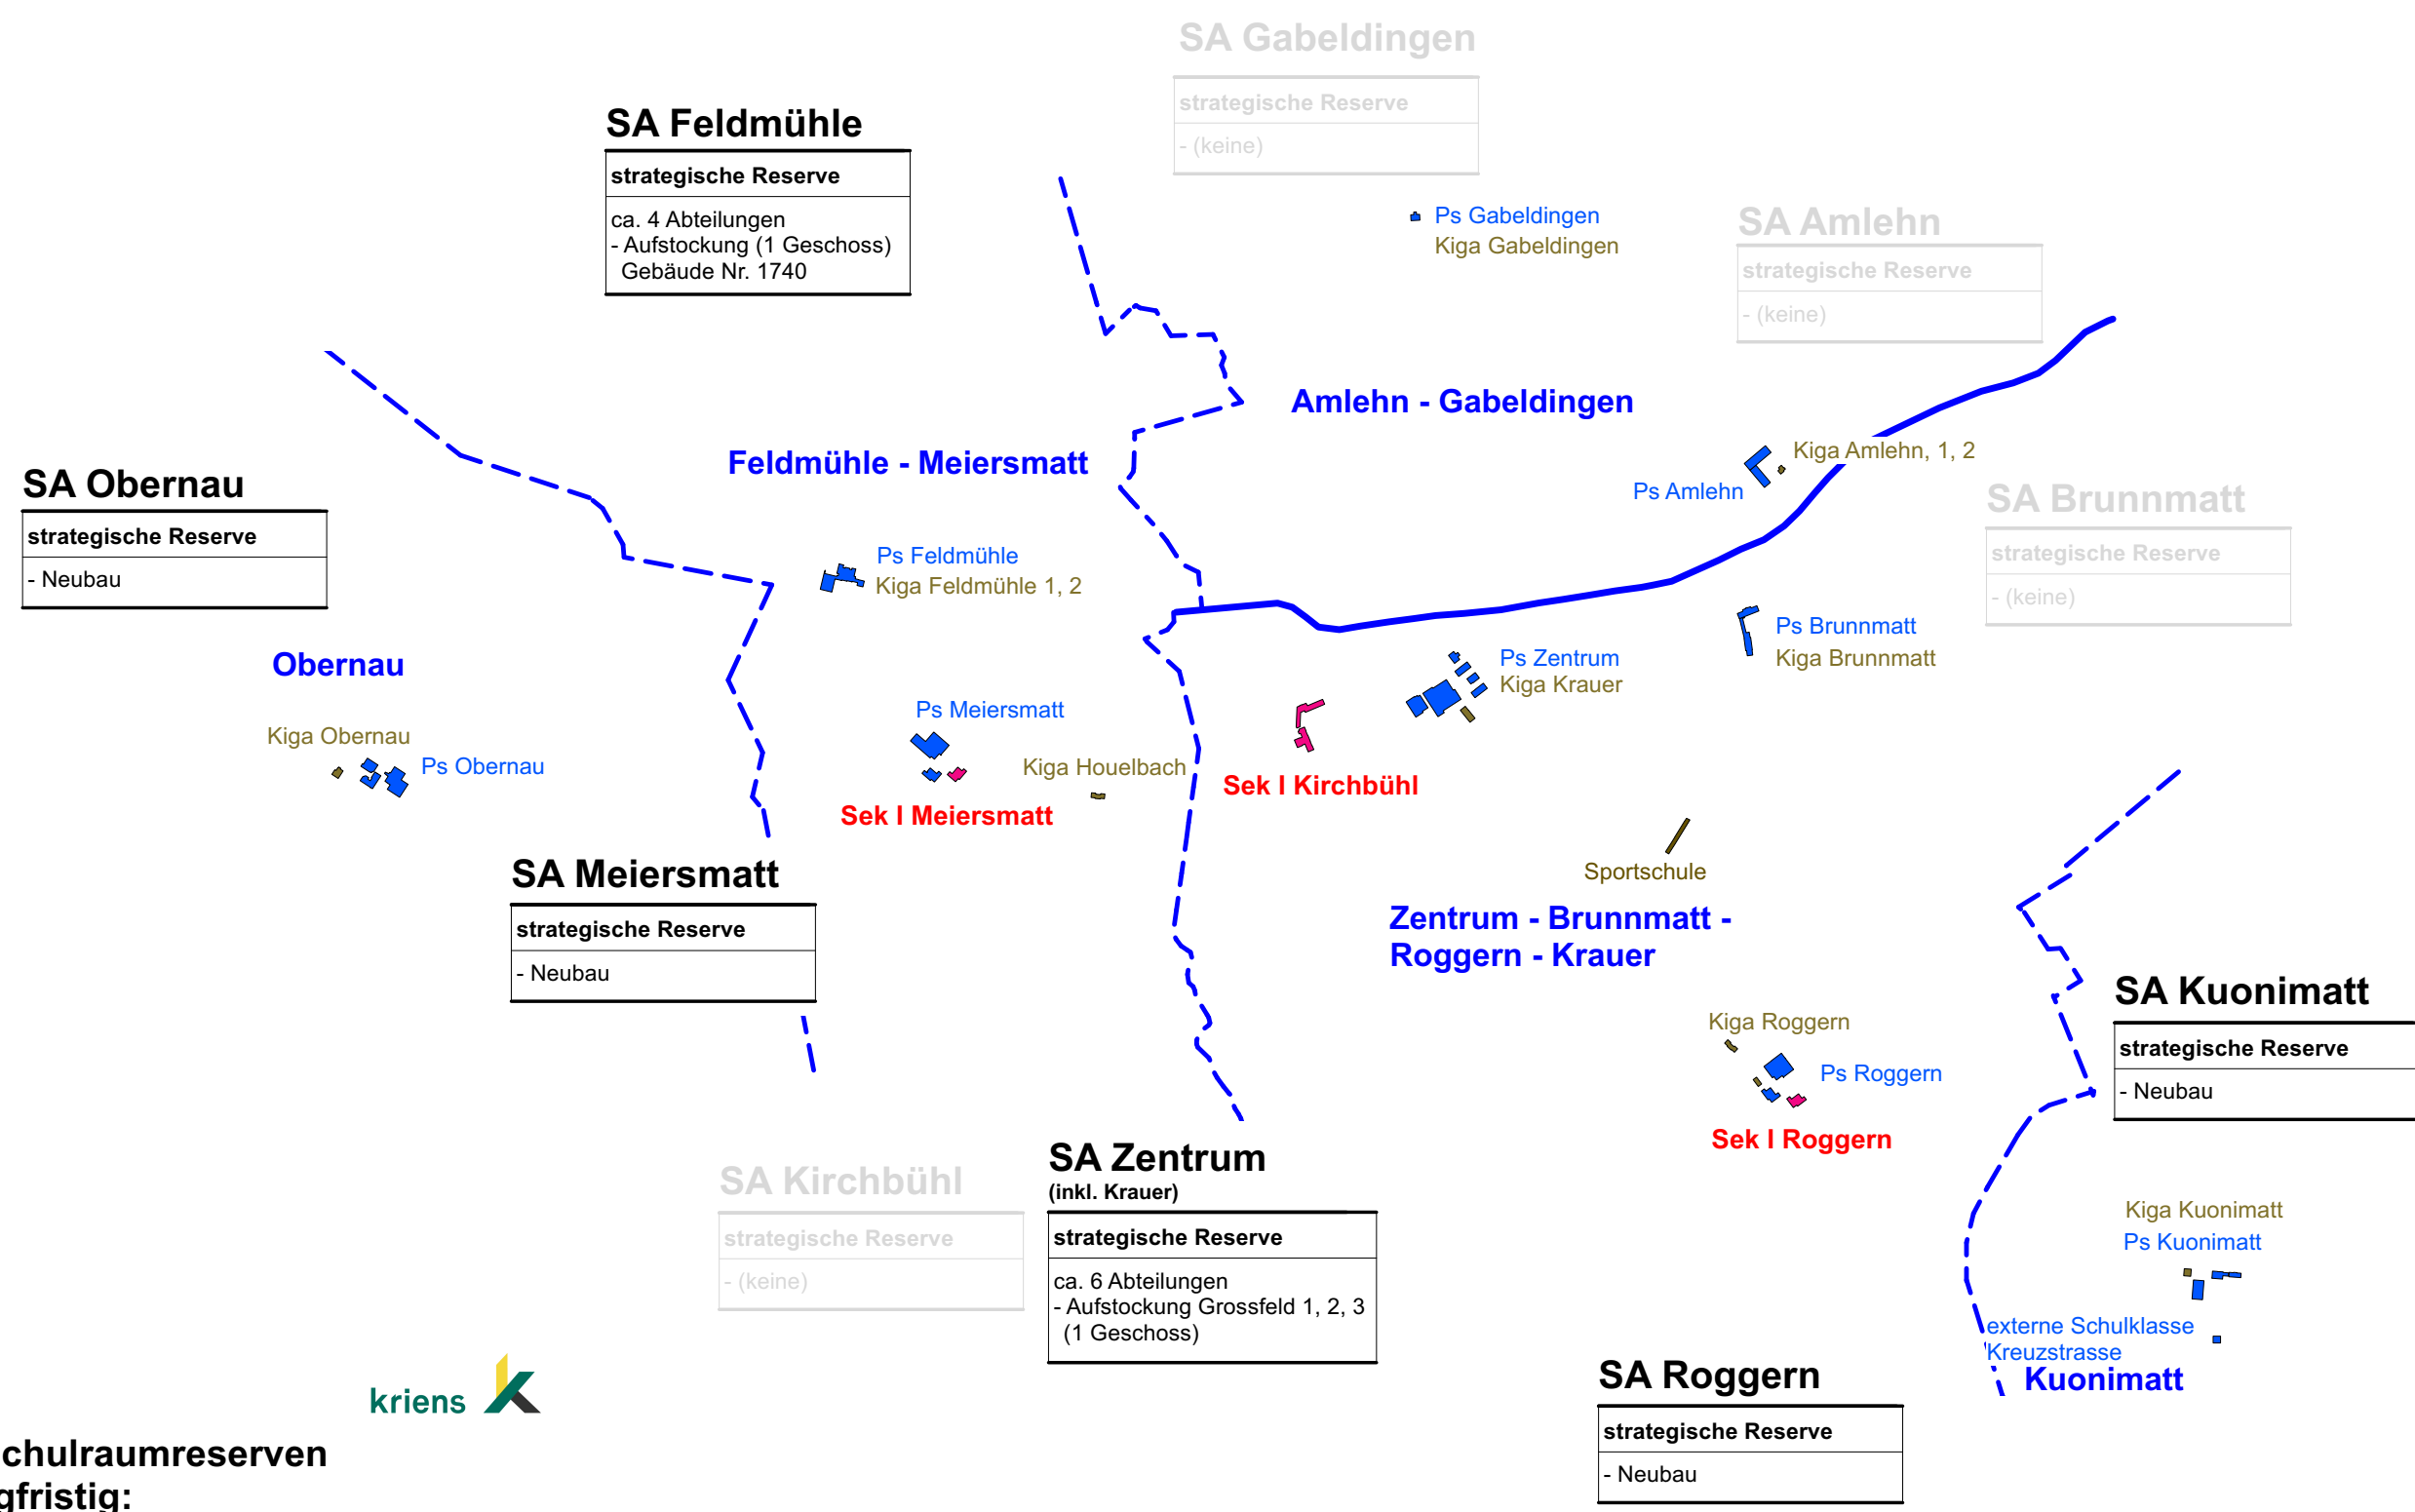 SA Gabeldingen
strategische Reserve
- (keine)
SA Feldmühle
strategische Reserve
ca. 4 Abteilungen
- Aufstockung (1 Geschoss)
Gebäude Nr. 1740
Ps Gabeldingen
Kiga Gabeldingen
SA Amlehn
strategische Reserve
- (keine)
Amlehn - Gabeldingen
Feldmühle - Meiersmatt
Kiga Amlehn, 1, 2
Ps Amlehn
SA Obernau
strategische Reserve
- Neubau
SA Brunnmatt
strategische Reserve
- (keine)
Ps Feldmühle
Kiga Feldmühle 1, 2
Ps Brunnmatt
Kiga Brunnmatt
Obernau
Ps Zentrum
Kiga Krauer
Kiga Obernau
Ps Obernau
Ps Meiersmatt
Kiga Houelbach
Sek I Meiersmatt
Sek I Kirchbühl
Sportschule
SA Meiersmatt
strategische Reserve
- Neubau
Zentrum - Brunnmatt -
Roggern - Krauer
SA Kuonimatt
strategische Reserve
- Neubau
Kiga Roggern
Ps Roggern
Sek I Roggern
SA Kirchbühl
strategische Reserve
- (keine)
SA Zentrum
(inkl. Krauer)
strategische Reserve
ca. 6 Abteilungen
- Aufstockung Grossfeld 1, 2, 3
(1 Geschoss)
Kiga Kuonimatt
Ps Kuonimatt
externe Schulklasse
Kreuzstrasse
Kuonimatt
SA Roggern
strategische Reserve
- Neubau
kriens
chulraumreserven
gfristig: